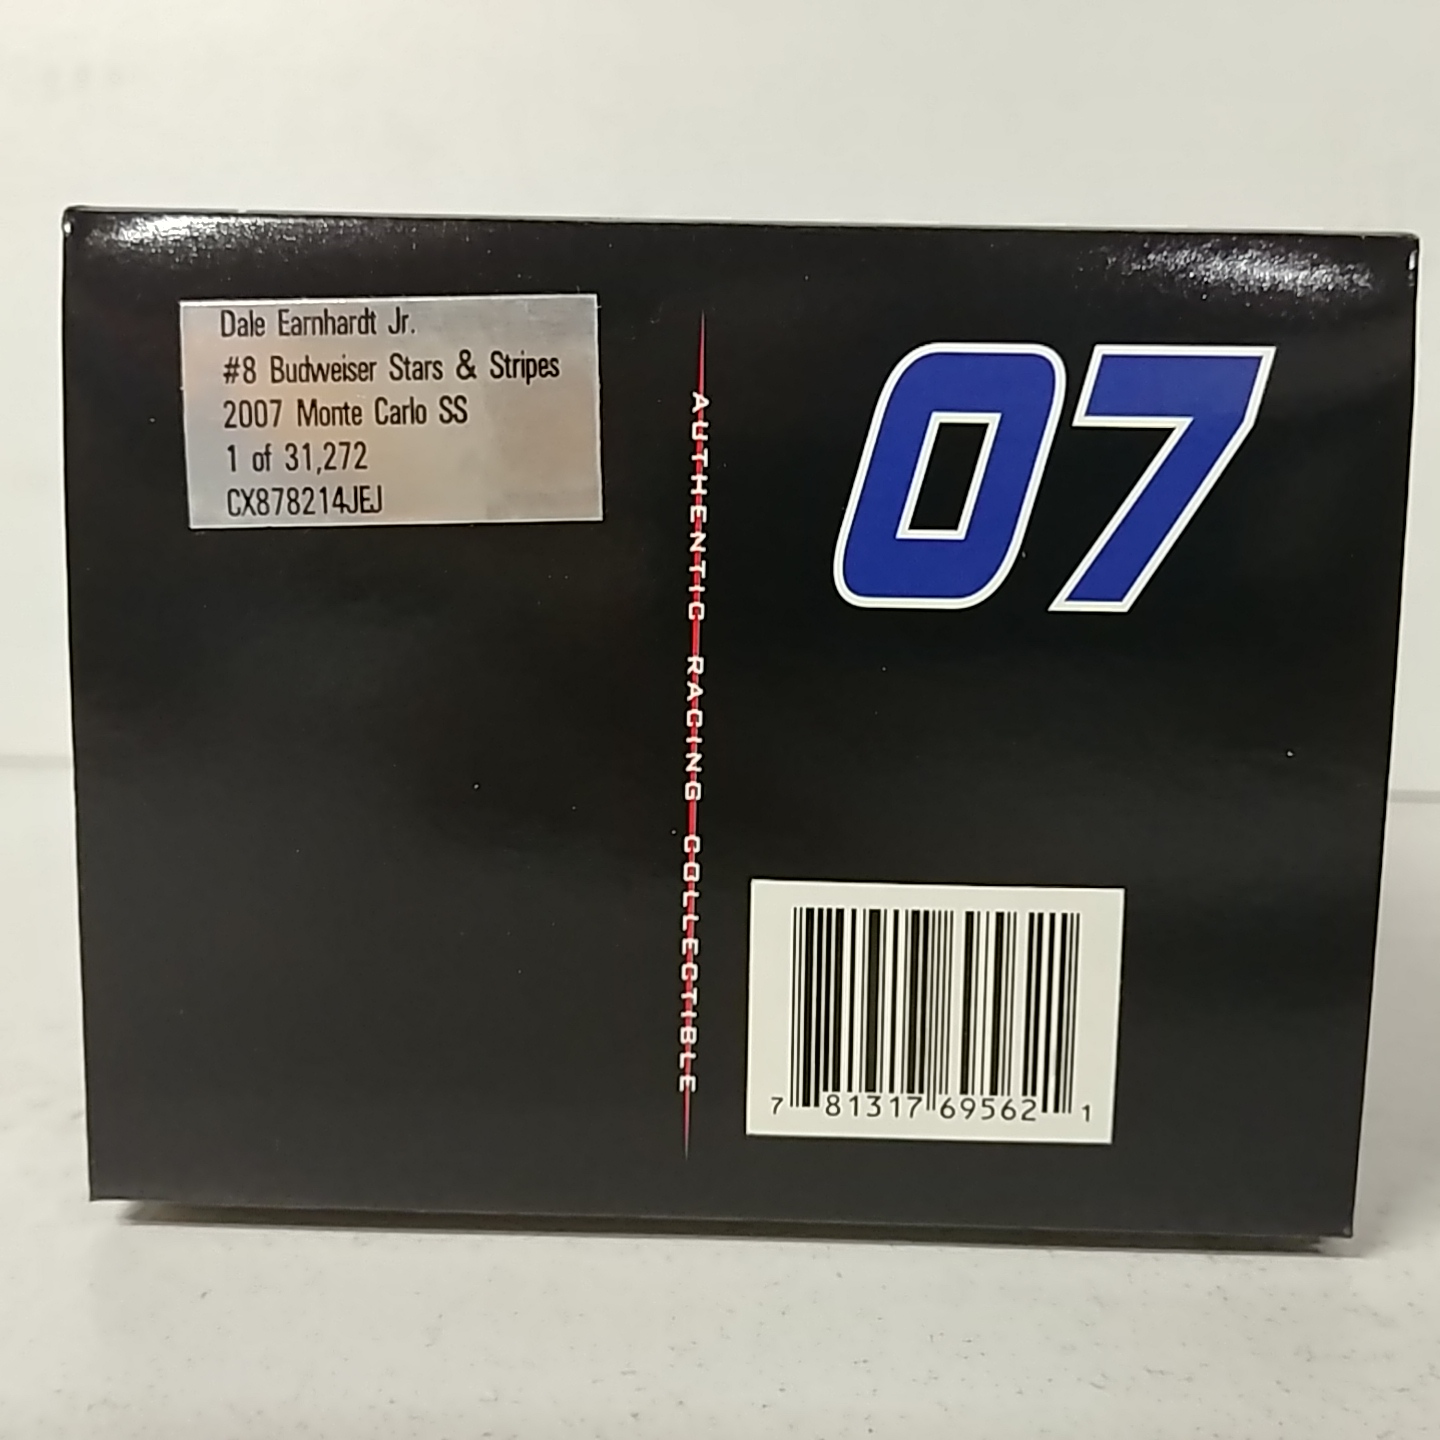 Dale Earnhardt Jr.
#8 Budweiser Stars & Stripes
2007 Monte Carlo SS
1 of 31,272
CX878214JEJ
AUTHENTIC RACING COLLECTIBLE
07
7 81317 69562 1